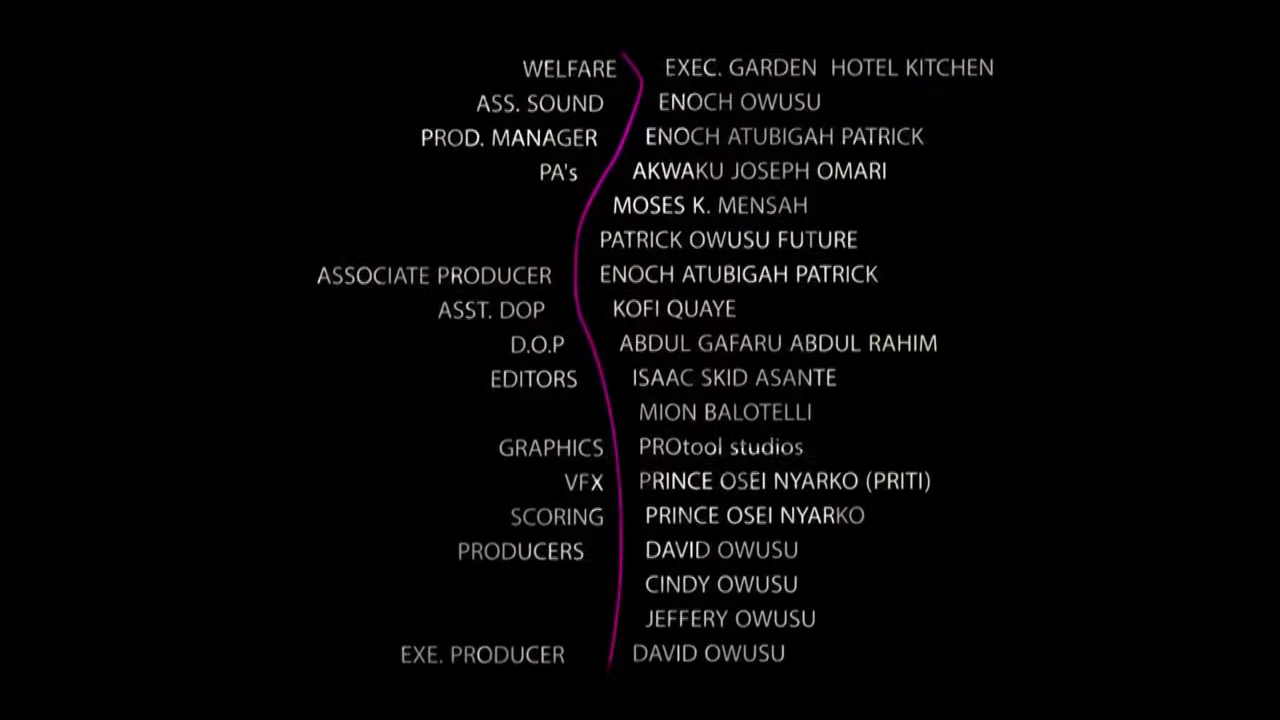 WELFARE EXEC. GARDEN HOTEL KITCHEN
ASS. SOUND ENOCH OWUSU
PROD. MANAGER ENOCH ATUBIGAH PATRICK
PA's AKWAKU JOSEPH OMARI
MOSES K. MENSAH
PATRICK OWUSU FUTURE
ASSOCIATE PRODUCER ENOCH ATUBIGAH PATRICK
ASST. DOP KOFI QUAYE
D.O.P ABDUL GAFARU ABDUL RAHIM
EDITORS ISAAC SKID ASANTE
MION BALOTELLI
GRAPHICS PROtool studios
VFX PRINCE OSEI NYARKO (PRITI)
SCORING PRINCE OSEI NYARKO
PRODUCERS DAVID OWUSU
CINDY OWUSU
JEFFERY OWUSU
EXE. PRODUCER DAVID OWUSU